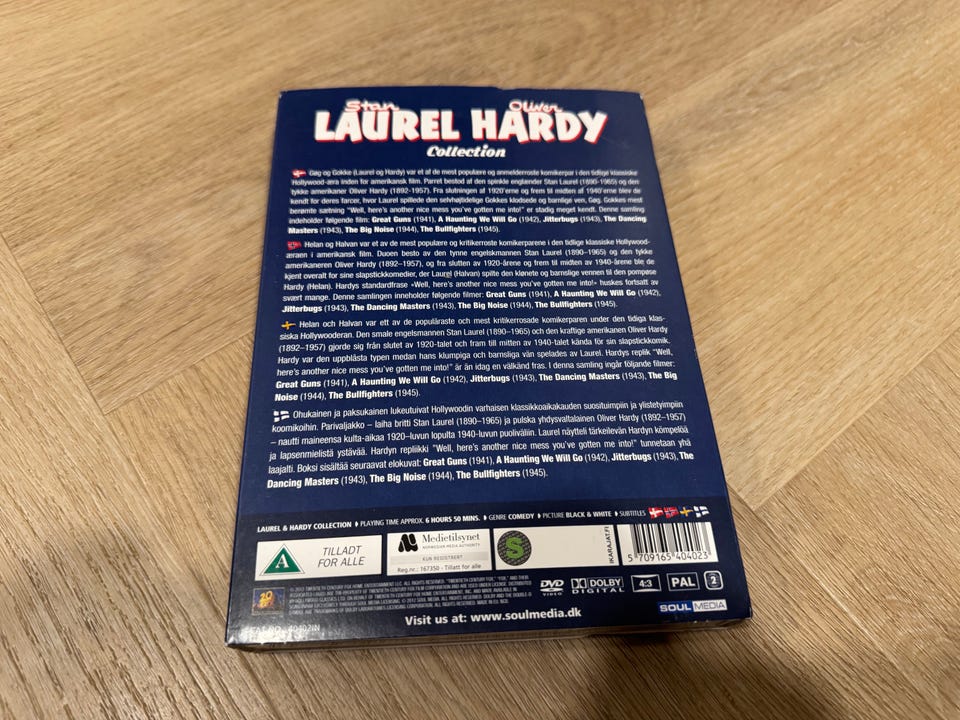 Stan Oliver
LAUREL HARDY
Collection
Gøg og Gokke (Laurel og Hardy) var et af de mest populære og anmelderroste komikerpar i den tidlige klassiske
Hollywood-æra inden for amerikansk film. Parret bestod af den spinkle englænder Stan Laurel (1890-1965) og den
tykke amerikaner Oliver Hardy (1892-1957). Fra slutningen af 1920'erne og frem til midten af 1940'erne blev de
kendt for deres farcer, hvor Laurel spillede den selvhøjtidelige Gokkes klodsede og barnlige ven, Gøg. Gokkes mest
berømte sætning "Well, here's another nice mess you've gotten me into!" er stadig meget kendt. Denne samling
indeholder følgende film: Great Guns (1941), A Haunting We Will Go (1942), Jitterbugs (1943), The Dancing
Masters (1943), The Big Noise (1944), The Bullfighters (1945).
Helan og Halvan var et av de mest populære og kritikerroste komikerparene i den tidlige klassiske Hollywood-
æraen i amerikansk film. Duoen besto av den tynne engelskmannen Stan Laurel (1890–1965) og den tykke
amerikaneren Oliver Hardy (1892–1957), og fra slutten av 1920-årene og frem til midten av 1940-årene ble de
kjent overalt for sine slapstickkomedier, der Laurel (Halvan) spilte den klønete og barnslige vennen til den pompøse
Hardy (Helan). Hardys standardfrase «Well, here's another nice mess you've gotten me into!» huskes fortsatt av
svært mange. Denne samlingen inneholder følgende filmer: Great Guns (1941), A Haunting We Will Go (1942),
Jitterbugs (1943), The Dancing Masters (1943), The Big Noise (1944), The Bullfighters (1945).
Helan och Halvan var ett av de populäraste och mest kritikerrosade komikerparen under den tidiga klas-
siska Hollywooderan. Den smale engelsmannen Stan Laurel (1890–1965) och den kraftige amerikanen Oliver Hardy
(1892–1957) gjorde sig från slutet av 1920-talet och fram till mitten av 1940-talet kända för sin slapstickkomik.
Hardy var den uppblåsta typen medan hans klumpiga och barnsliga vän spelades av Laurel. Hardys replik "Well,
here's another nice mess you've gotten me into!" är än idag en välkänd fras. I denna samling ingår följande filmer:
Great Guns (1941), A Haunting We Will Go (1942), Jitterbugs (1943), The Dancing Masters (1943), The Big
Noise (1944), The Bullfighters (1945).
Ohukainen ja paksukainen lukeutuivat Hollywoodin varhaisen klassikkoaikakauden suosituimpiin ja ylistetyimpiin
koomikoihin. Parivaljakko – laiha britti Stan Laurel (1890–1965) ja pulska yhdysvaltalainen Oliver Hardy (1892–1957)
– nautti maineensa kulta-aikaa 1920–luvun lopulta 1940-luvun puoliväliin. Laurel näytteli tärkeilevän Hardyn kömpelöä
ja lapsenmielistä ystävää. Hardyn repliikki "Well, here's another nice mess you've gotten me into!" tunnetaan yhä
laajalti. Boksi sisältää seuraavat elokuvat: Great Guns (1941), A Haunting We Will Go (1942), Jitterbugs (1943), The
Dancing Masters (1943), The Big Noise (1944), The Bullfighters (1945).
LAUREL & HARDY COLLECTION PLAYING TIME APPROX. 6 HOURS 50 MINS. GENRE COMEDY PICTURE BLACK & WHITE SUBTITLES
A TILLADT
FOR ALLE
Medietilsynet
NORWEGIAN MEDIA AUTHORITY
KUN REGISTRERT
Reg.nr.: 167350 - Tillatt for alle
S
IKARAJAT.FI
5 709165 404023
DVD VIDEO DOLBY DIGITAL 4:3 PAL 2
SOUL MEDIA
Visit us at: www.soulmedia.dk
40402IN